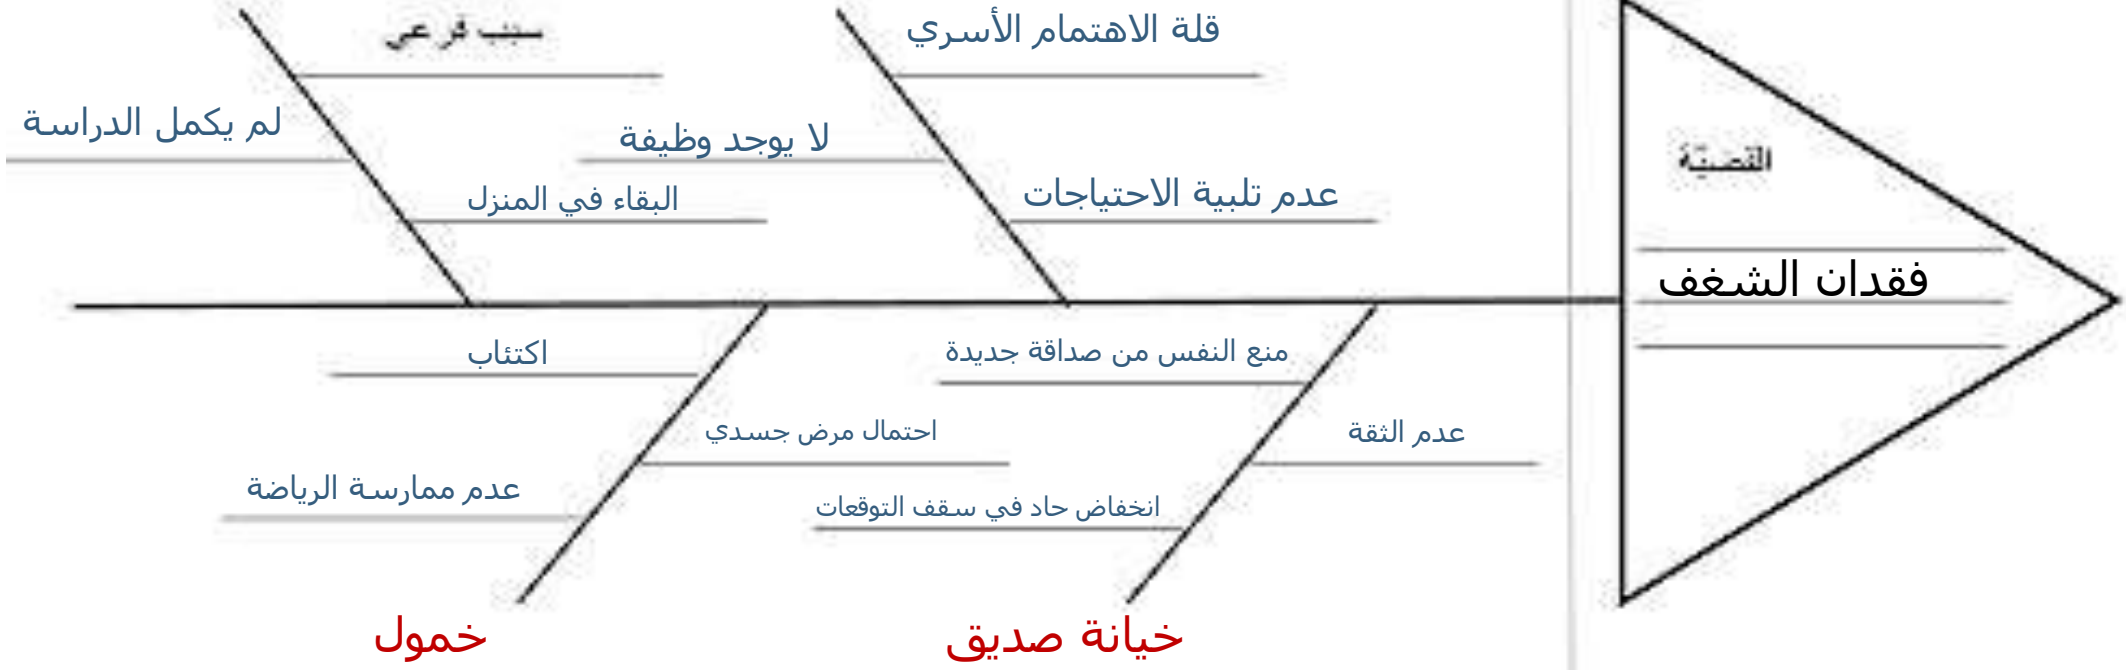 قلة الاهتمام الأسري
سبب فرعي
لم يكمل الدراسة
لا يوجد وظيفة
القضيّة
عدم تلبية الاحتياجات
البقاء في المنزل
فقدان الشغف
منع النفس من صداقة جديدة
اكتئاب
عدم الثقة
احتمال مرض جسدي
عدم ممارسة الرياضة
انخفاض حاد في سقف التوقعات
خيانة صديق
خمول